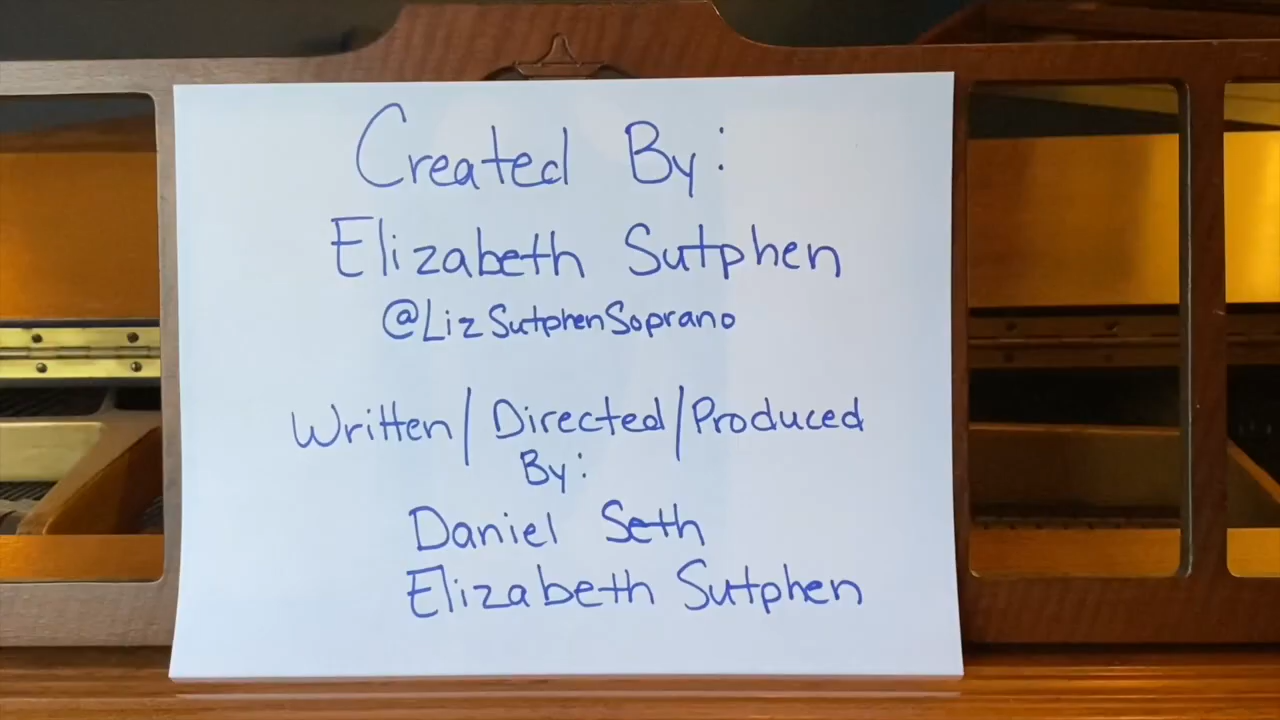 Created By:
Elizabeth Sutphen
@LizSutphenSoprano
Written/Directed/Produced
By:
Daniel Seth
Elizabeth Sutphen